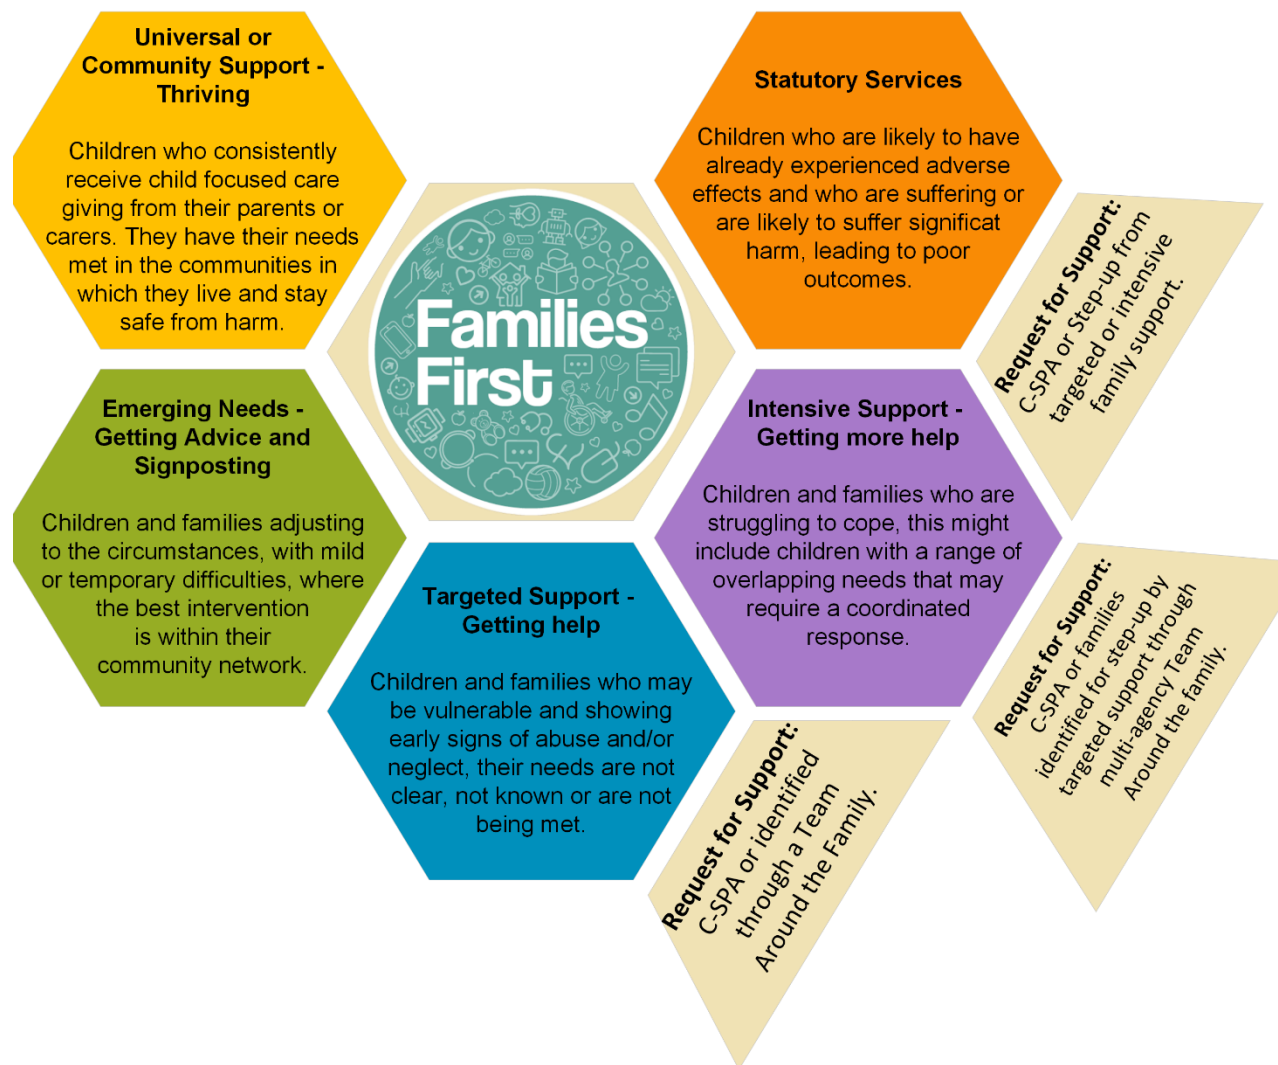 Universal or
Community Support -
Thriving
Children who consistently
receive child focused care
giving from their parents or
carers. They have their needs
met in the communities in
which they live and stay
safe from harm.
Emerging Needs -
Getting Advice and
Signposting
Children and families adjusting
to the circumstances, with mild
or temporary difficulties, where
the best intervention
is within their
community network.
Families
First
Targeted Support -
Getting help
Children and families who may
be vulnerable and showing
early signs of abuse and/or
neglect, their needs are not
clear, not known or are not
being met.
Request for Support:
C-SPA or identified
through a Team
Around the Family.
Intensive Support -
Getting more help
Children and families who are
struggling to cope, this might
include children with a range of
overlapping needs that may
require a coordinated
response.
Request for Support:
C-SPA or families
identified for step-up by
targeted support through
multi-agency Team
Around the family.
Statutory Services
Children who are likely to have
already experienced adverse
effects and who are suffering or
are likely to suffer significat
harm, leading to poor
outcomes.
Request for Support:
C-SPA or Step-up from
targeted or intensive
family support.